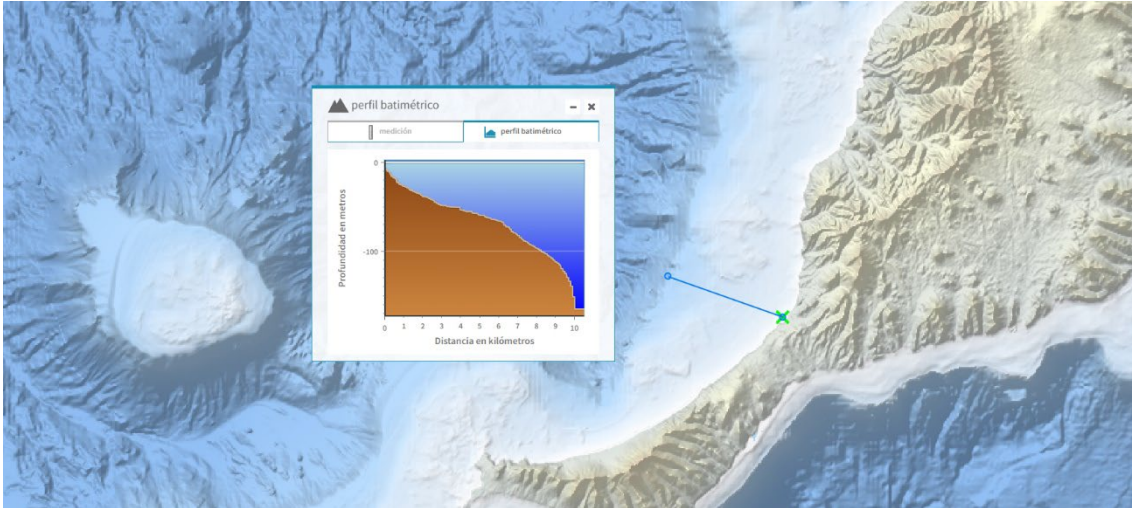 perfil batimétrico
medición
perfil batimétrico
Profundidad en metros
0
-100
0 1 2 3 4 5 6 7 8 9 10
Distancia en kilómetros